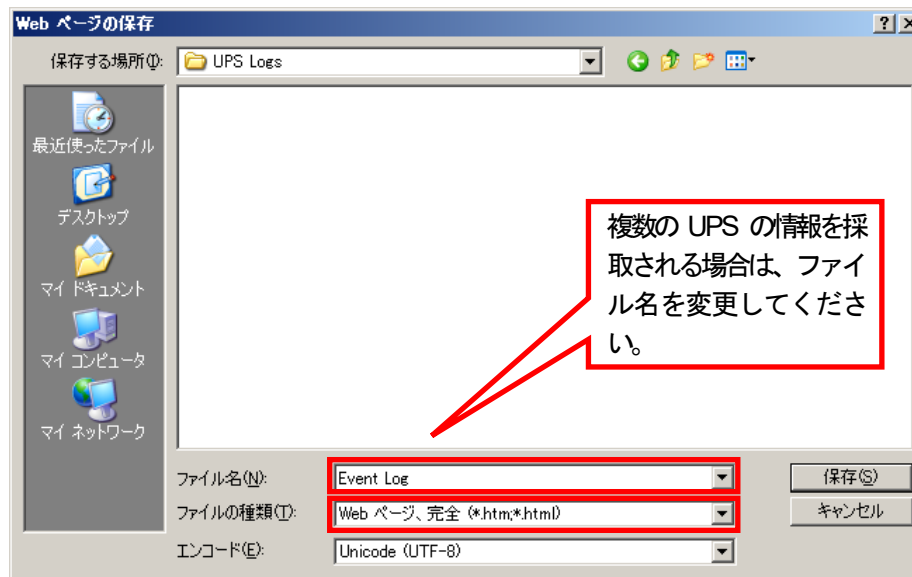 Web ページの保存
保存する場所(I): UPS Logs
最近使ったファイル
デスクトップ
マイ ドキュメント
マイ コンピュータ
マイ ネットワーク
複数の UPS の情報を採
取される場合は、ファイ
ル名を変更してくださ
い。
ファイル名(N): Event Log 保存(S)
ファイルの種類(T): Web ページ、完全 (*.htm;*.html) キャンセル
エンコード(E): Unicode (UTF-8)